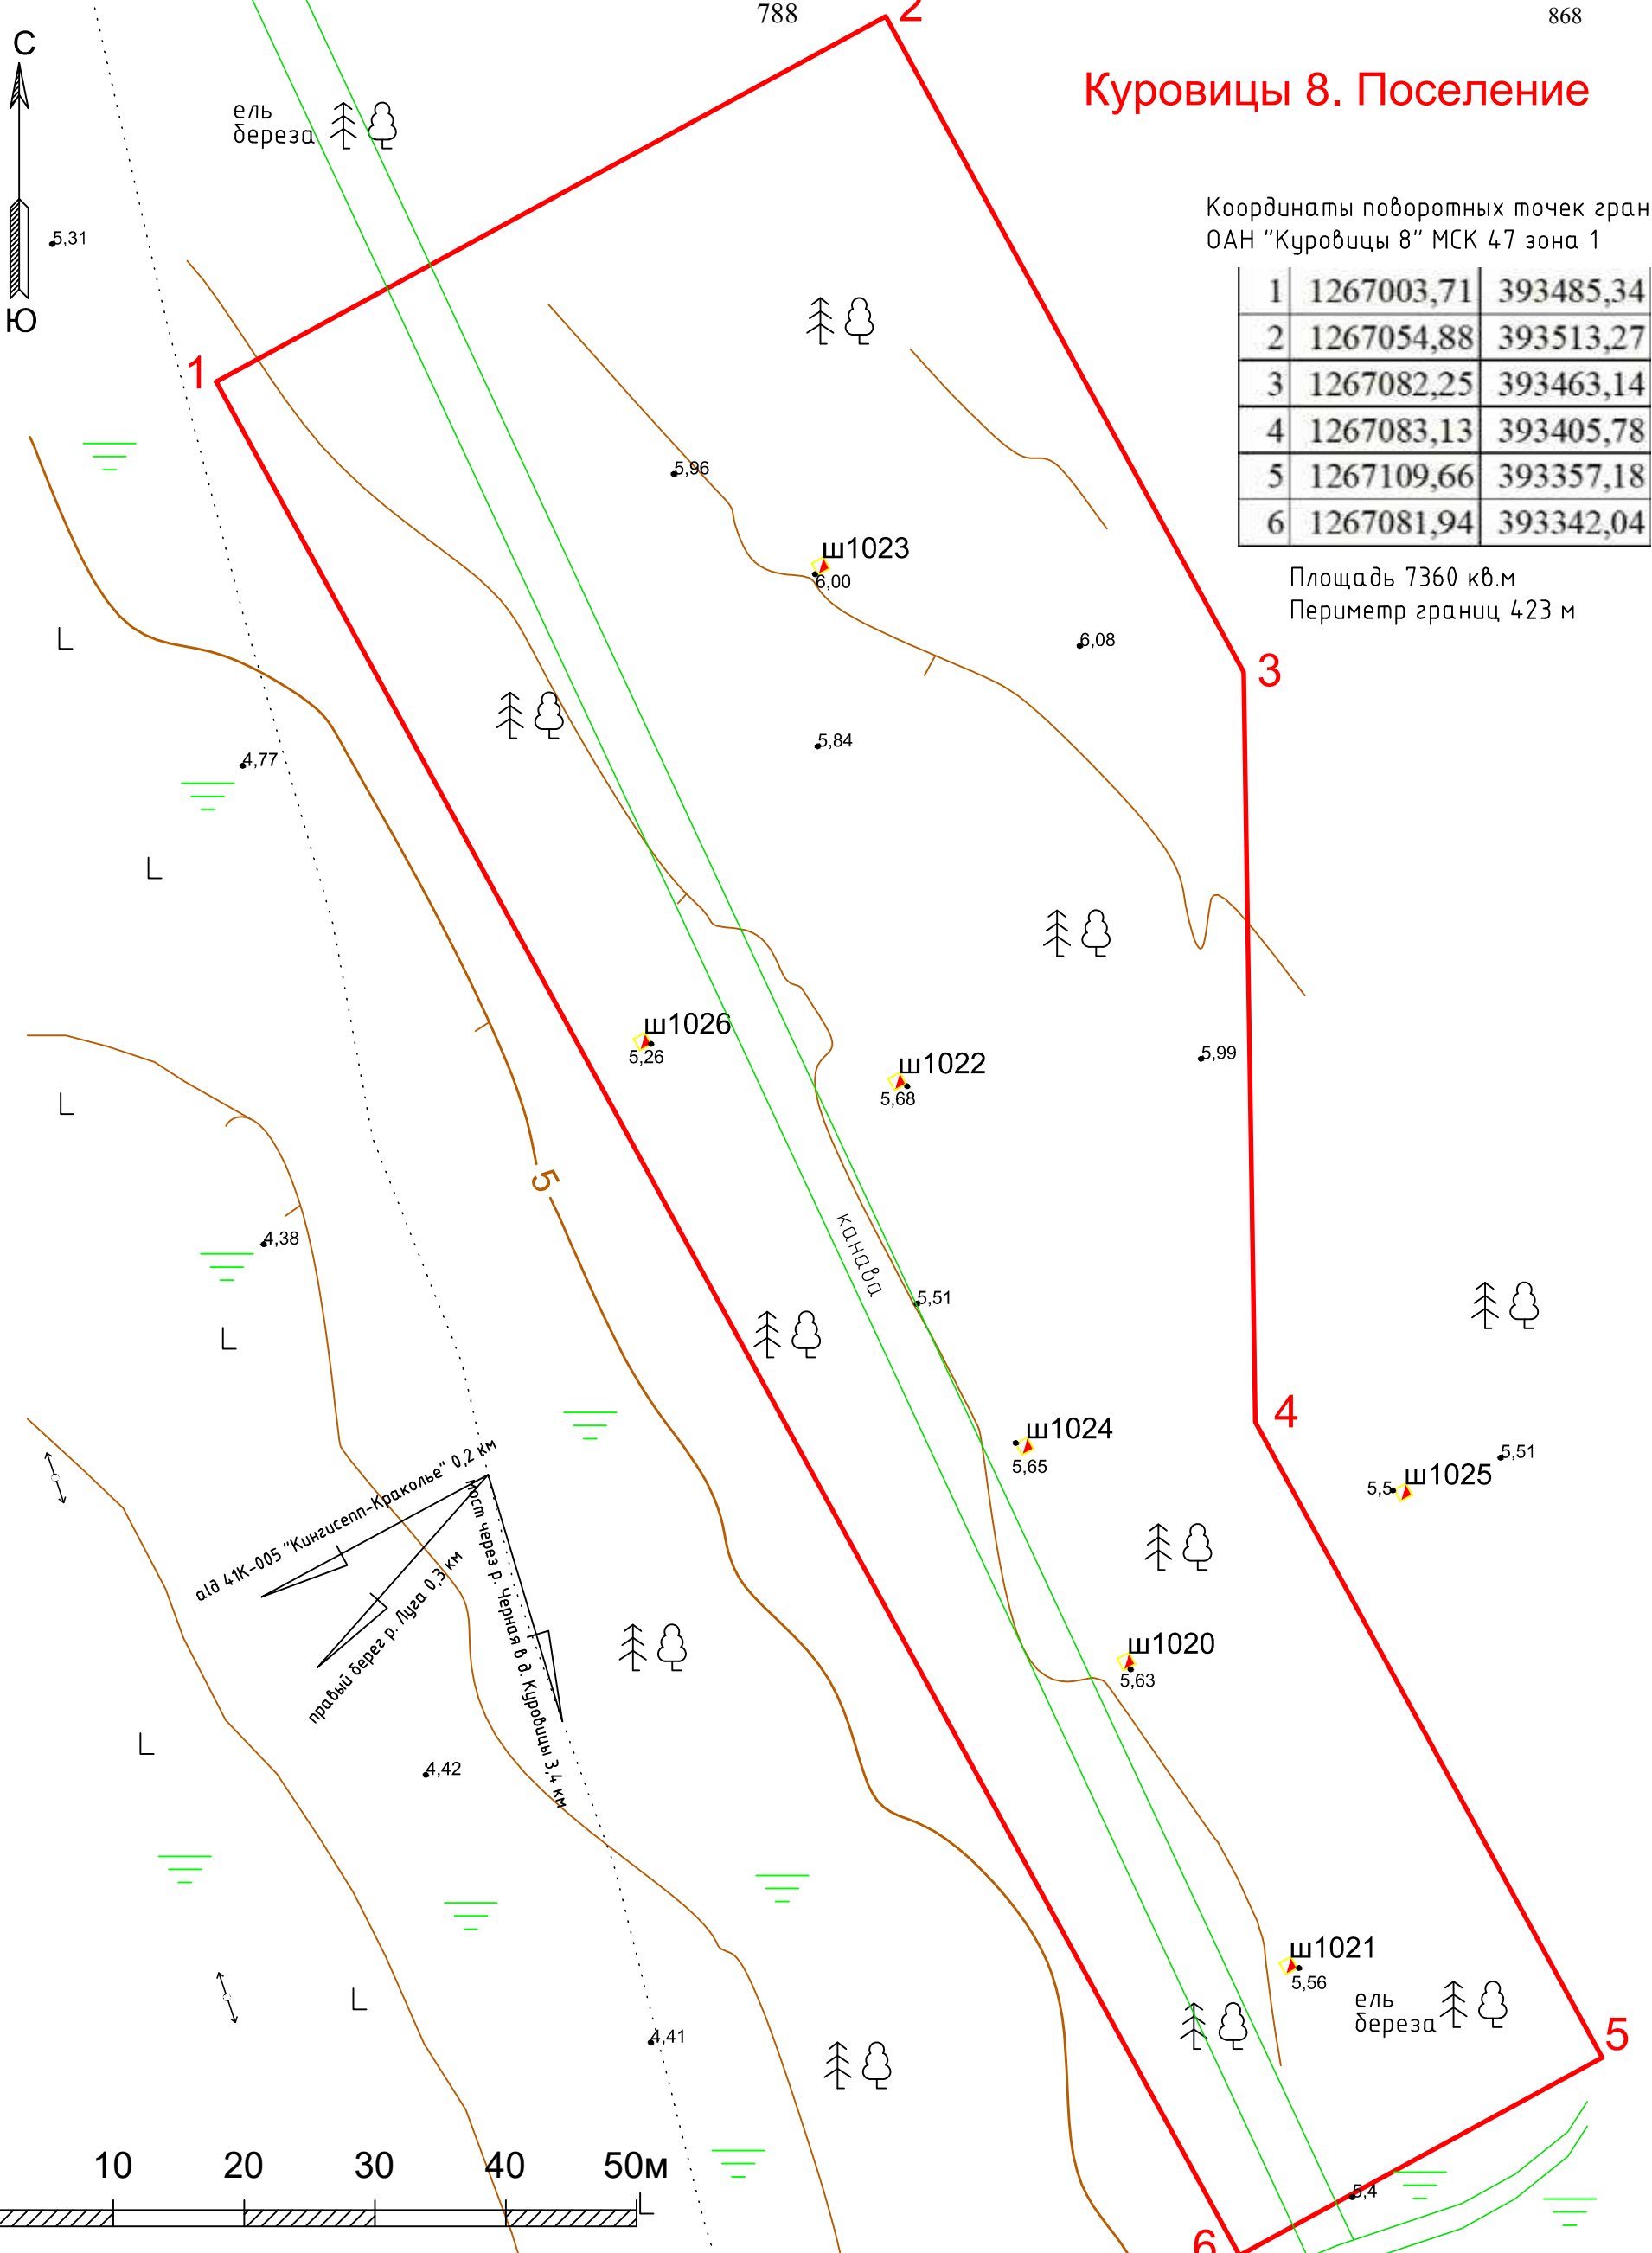 788
868
2
С
Куровицы 8. Поселение
ель
береза
Координаты поворотных точек гран
ОАН "Куровицы 8" МСК 47 зона 1
5,31
Ю
1 1267003,71 393485,34
2 1267054,88 393513,27
3 1267082,25 393463,14
4 1267083,13 393405,78
5 1267109,66 393357,18
6 1267081,94 393342,04
1
5,96
ш1023
6,00
Площадь 7360 кв.м
Периметр границ 423 м
6,08
3
5,84
4,77
ш1026
5,26
ш1022
5,68
5,99
5
4,38
канава
5,51
4
ш1024
5,65
5,51
ш1025
5,5
а/д 41К-005 "Кингисепп-Краколье" 0,2 км
правый берег р. Луга 0,3 км
мост через р. Черная в д. Куровицы 3,4 км
ш1020
5,63
4,42
ш1021
5,56
ель
береза
4,41
5
10 20 30 40 50м
5,4
6